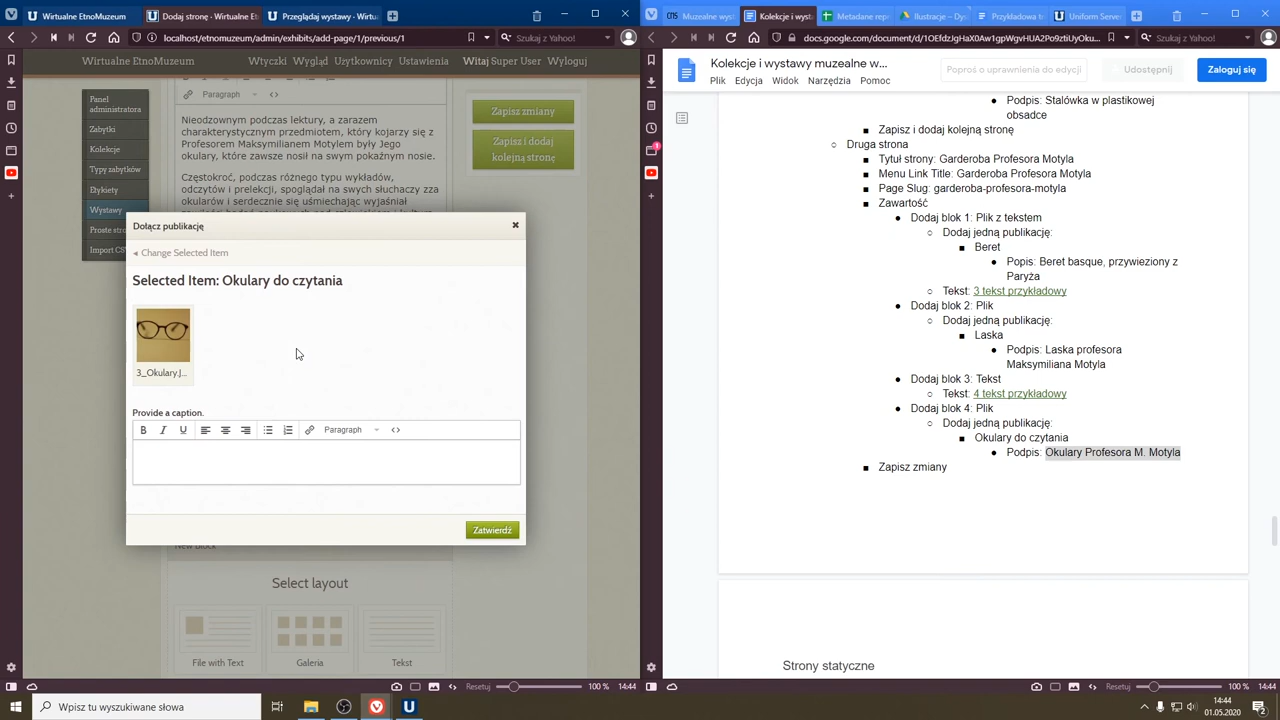 Wirtualne EtnoMuzeum
Dodaj stronę - Wirtualne Etn
Przeglądaj wystawy - Wirtual
localhost/etnomuzeum/admin/exhibits/add-page/1/previous/1
Szukaj z Yahoo!
Wirtualne EtnoMuzeum
Wtyczki
Wygląd
Użytkownicy
Ustawienia
Witaj Super User
Wyloguj
Panel
administratora
Zabytki
Kolekcje
Typy zabytków
Etykiety
Wystawy
Proste stro
Import CS
Paragraph
Nieodzownym podczas lektury, a zarazem
charakterystycznym przedmiotem, który kojarzy się z
Profesorem Maksymilianem Motylem były Jego
okulary, które zawsze nosił na swym pokaźnym nosie.
Częstokroć, podczas różnego typu wykładów,
odczytów i prelekcji, spoglądał na swych słuchaczy zza
okularów i serdecznie się uśmiechając wyjaśniał
Zapisz zmiany
Zapisz i dodaj
kolejną stronę
Dołącz publikację
Change Selected Item
Selected Item: Okulary do czytania
3_Okulary.J...
Provide a caption.
B I U Paragraph
Zatwierdź
New Block
Select layout
File with Text
Galeria
Tekst
Resetuj
100 %
14:44
Muzealne wyst
Kolekcje i wyst
Metadane rep
Ilustracje – Dys
Przykładowa t
Uniform Serve
docs.google.com/document/d/1OEfdzJgHaX0Aw1gpWgvHUA2Po9ztiUyOku...
Szukaj z Yahoo!
Kolekcje i wystawy muzealne w...
Plik
Edycja
Widok
Narzędzia
Pomoc
Poproś o uprawnienia do edycji
Udostępnij
Zaloguj się
Podpis: Stalówka w plastikowej
obsadce
Zapisz i dodaj kolejną stronę
Druga strona
Tytuł strony: Garderoba Profesora Motyla
Menu Link Title: Garderoba Profesora Motyla
Page Slug: garderoba-profesora-motyla
Zawartość
Dodaj blok 1: Plik z tekstem
Dodaj jedną publikację:
Beret
Popis: Beret basque, przywieziony z
Paryża
Tekst: 3 tekst przykładowy
Dodaj blok 2: Plik
Dodaj jedną publikację:
Laska
Podpis: Laska profesora
Maksymiliana Motyla
Dodaj blok 3: Tekst
Tekst: 4 tekst przykładowy
Dodaj blok 4: Plik
Dodaj jedną publikację:
Okulary do czytania
Podpis: Okulary Profesora M. Motyla
Zapisz zmiany
Strony statyczne
Resetuj
100 %
14:44
Wpisz tu wyszukiwane słowa
14:44
01.05.2020
2